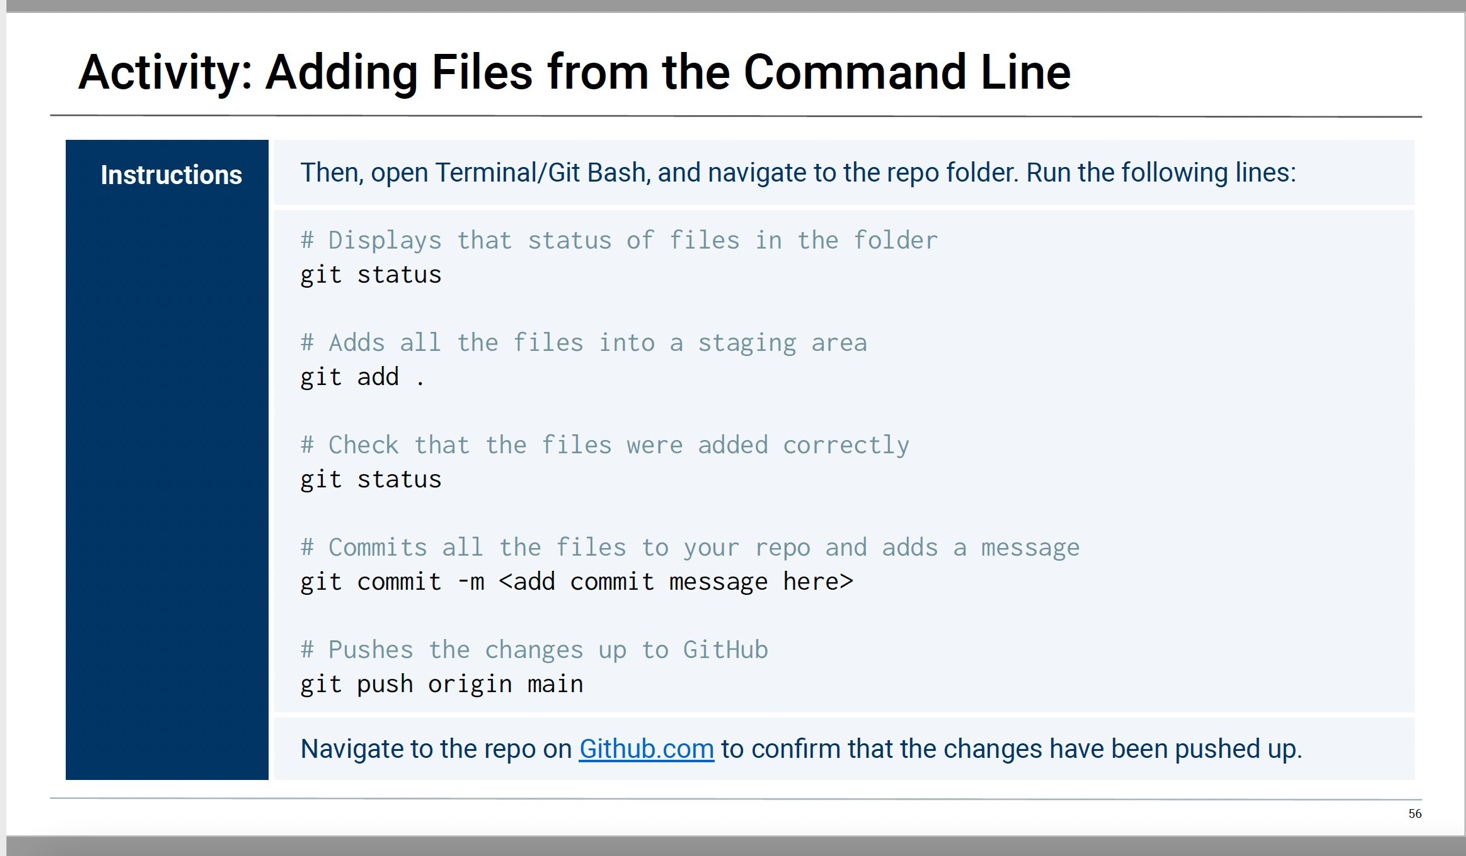 Activity: Adding Files from the Command Line
Instructions
Then, open Terminal/Git Bash, and navigate to the repo folder. Run the following lines:
# Displays that status of files in the folder
git status
# Adds all the files into a staging area
git add .
# Check that the files were added correctly
git status
# Commits all the files to your repo and adds a message
git commit -m <add commit message here>
# Pushes the changes up to GitHub
git push origin main
Navigate to the repo on Github.com to confirm that the changes have been pushed up.
56